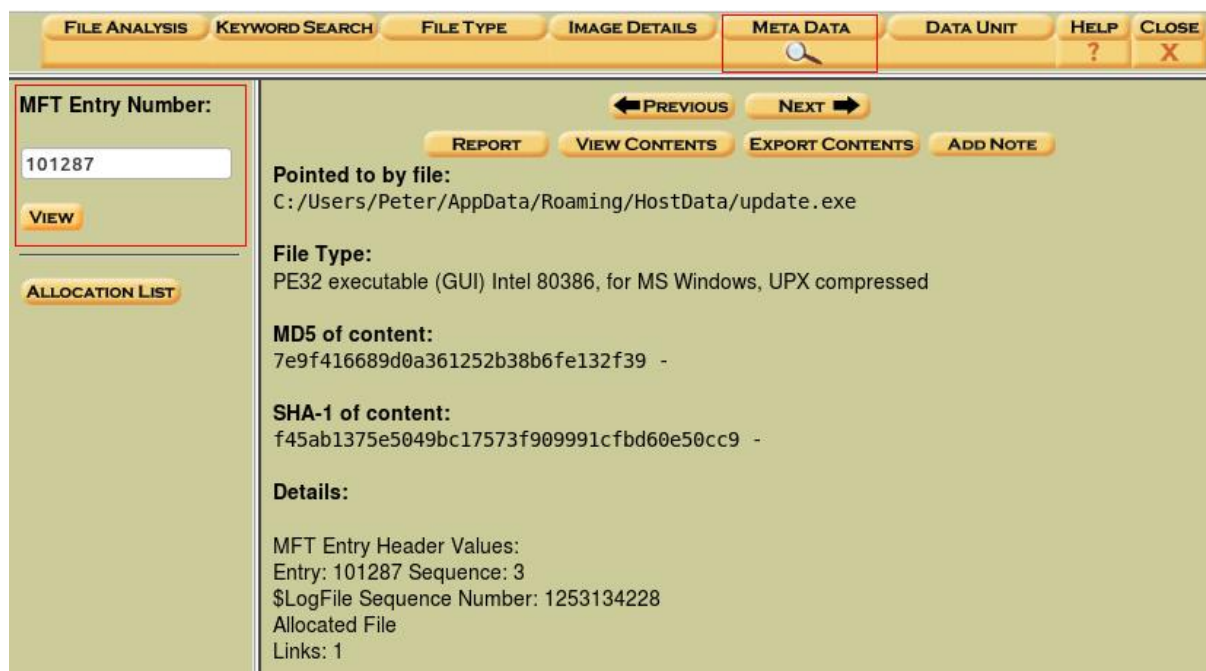 FILE ANALYSIS KEYWORD SEARCH FILE TYPE IMAGE DETAILS META DATA DATA UNIT HELP CLOSE
? X
MFT Entry Number:
101287
VIEW
ALLOCATION LIST
PREVIOUS NEXT
REPORT VIEW CONTENTS EXPORT CONTENTS ADD NOTE
Pointed to by file:
C:/Users/Peter/AppData/Roaming/HostData/update.exe
File Type:
PE32 executable (GUI) Intel 80386, for MS Windows, UPX compressed
MD5 of content:
7e9f416689d0a361252b38b6fe132f39 -
SHA-1 of content:
f45ab1375e5049bc17573f909991cfbd60e50cc9 -
Details:
MFT Entry Header Values:
Entry: 101287 Sequence: 3
$LogFile Sequence Number: 1253134228
Allocated File
Links: 1